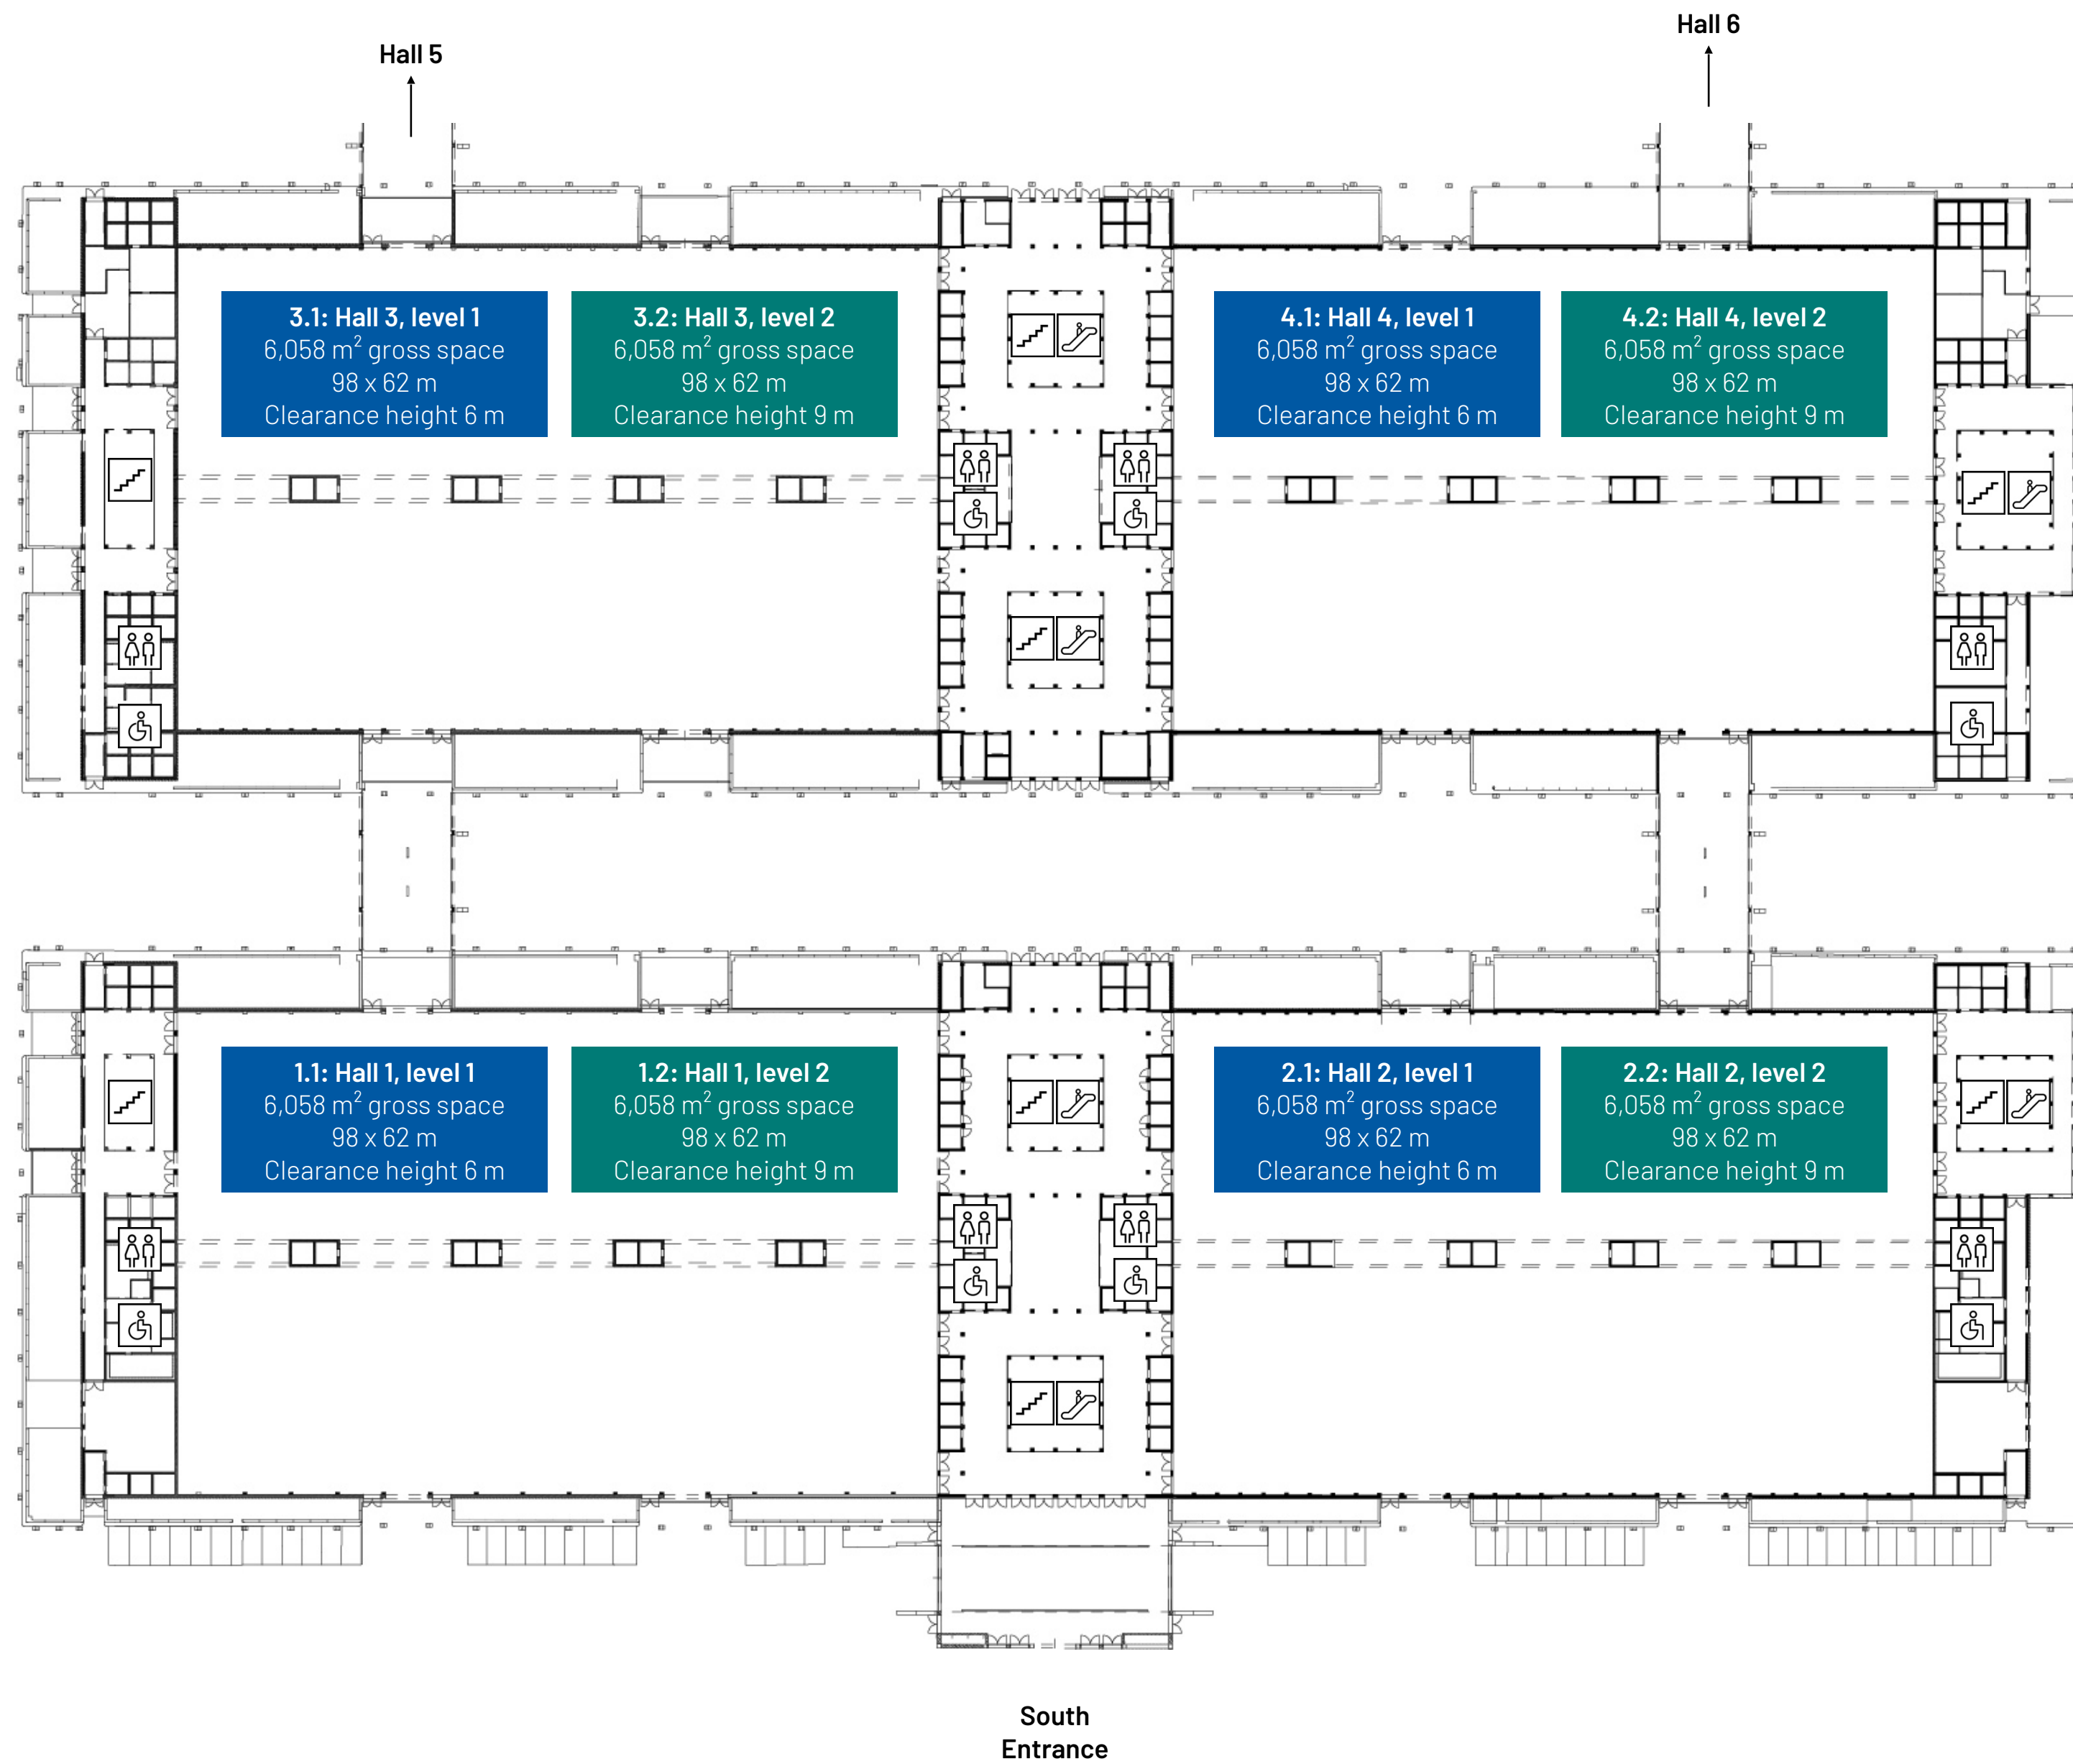 Hall 6
Hall 5
3.1: Hall 3, level 1
6,058 m² gross space
98 x 62 m
Clearance height 6 m
3.2: Hall 3, level 2
6,058 m² gross space
98 x 62 m
Clearance height 9 m
4.1: Hall 4, level 1
6,058 m² gross space
98 x 62 m
Clearance height 6 m
4.2: Hall 4, level 2
6,058 m² gross space
98 x 62 m
Clearance height 9 m
1.1: Hall 1, level 1
6,058 m² gross space
98 x 62 m
Clearance height 6 m
1.2: Hall 1, level 2
6,058 m² gross space
98 x 62 m
Clearance height 9 m
2.1: Hall 2, level 1
6,058 m² gross space
98 x 62 m
Clearance height 6 m
2.2: Hall 2, level 2
6,058 m² gross space
98 x 62 m
Clearance height 9 m
South
Entrance